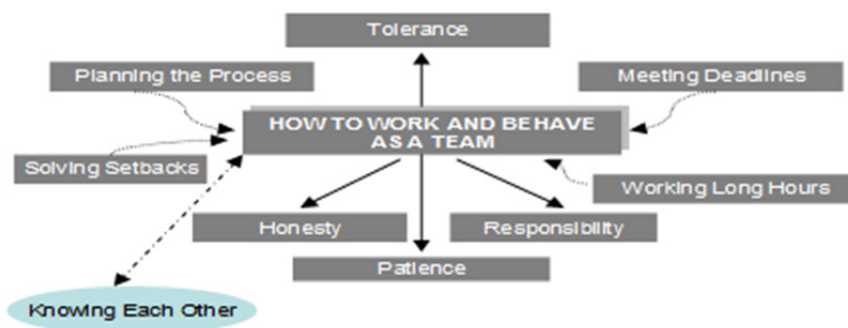 Tolerance
Planning the Process
Meeting Deadlines
HOW TO WORK AND BEHAVE
AS A TEAM
Solving Setbacks
Working Long Hours
Honesty
Responsibility
Patience
Knowing Each Other